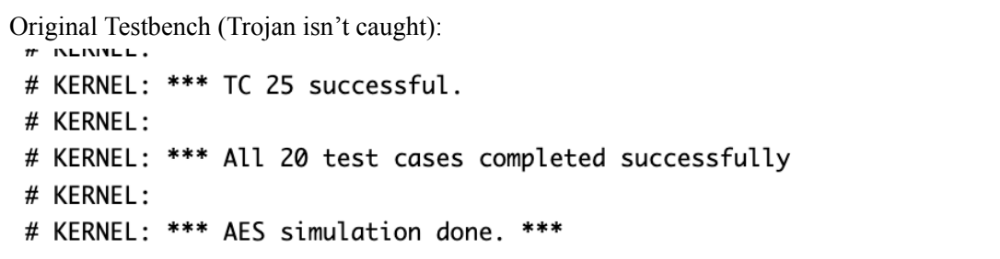 Original Testbench (Trojan isn’t caught):
# KERNEL:
# KERNEL: *** TC 25 successful.
# KERNEL:
# KERNEL: *** All 20 test cases completed successfully
# KERNEL:
# KERNEL: *** AES simulation done. ***